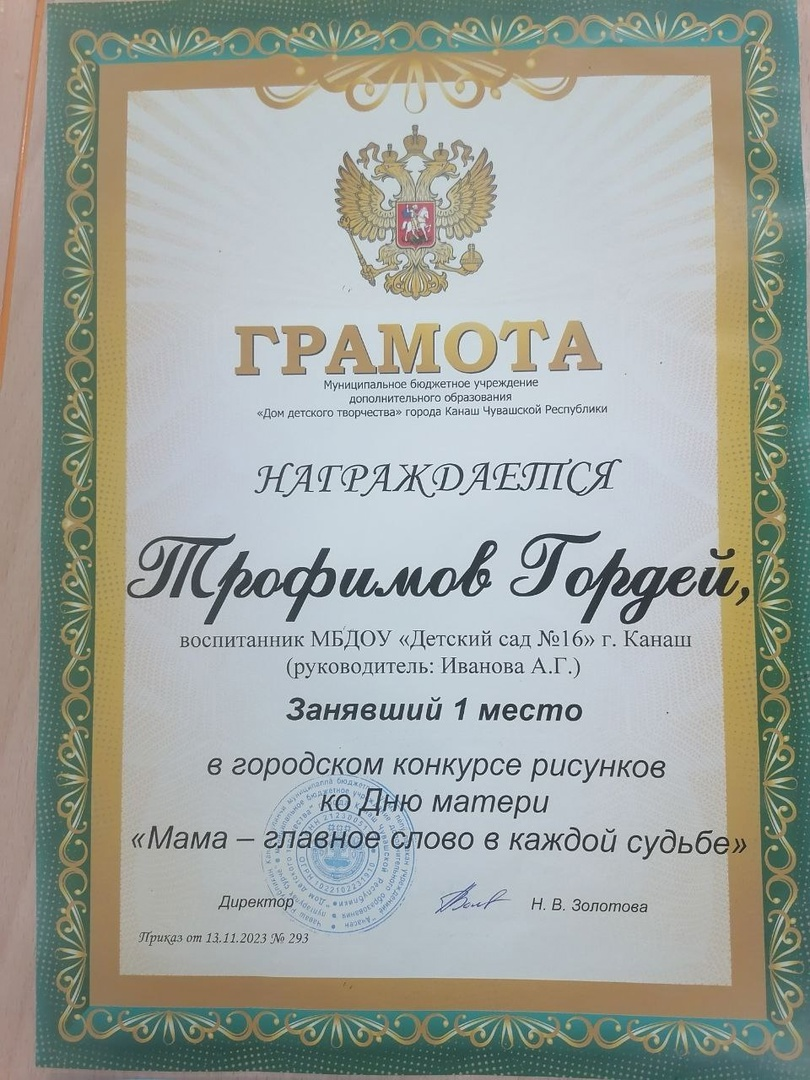 ГРАМОТА
Муниципальное бюджетное учреждение
дополнительного образования
«Дом детского творчества» города Канаш Чувашской Республики
НАГРАЖДАЕТСЯ
Трофимов Гордей,
воспитанник МБДОУ «Детский сад №16» г. Канаш
(руководитель: Иванова А.Г.)
Занявший 1 место
в городском конкурсе рисунков
ко Дню матери
«Мама – главное слово в каждой судьбе»
Директор Н. В. Золотова
Приказ от 13.11.2023 № 293